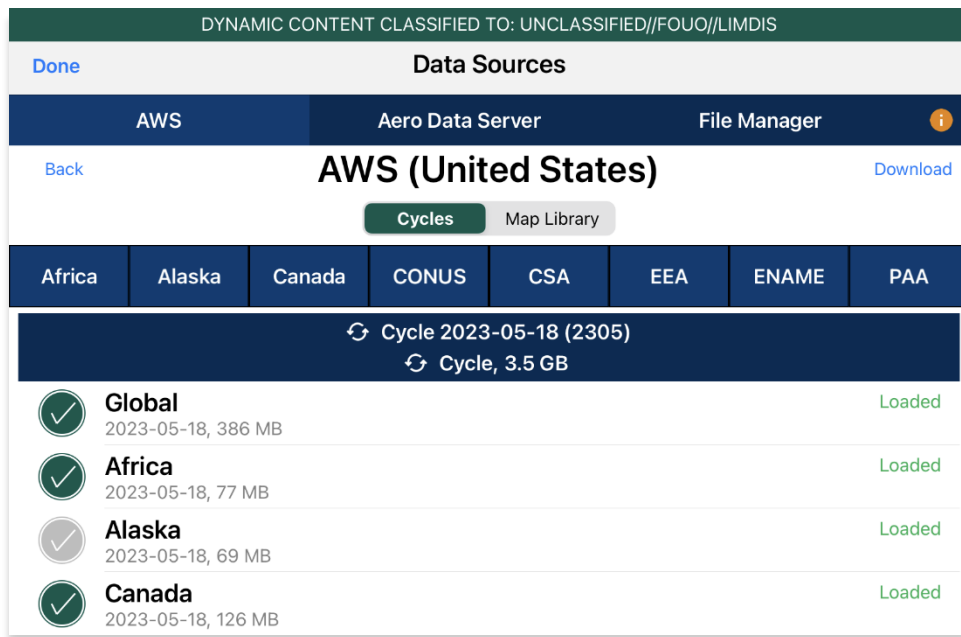 DYNAMIC CONTENT CLASSIFIED TO: UNCLASSIFIED//FOUO//LIMDIS
Done Data Sources
AWS Aero Data Server File Manager i
Back AWS (United States) Download
Cycles Map Library
Africa Alaska Canada CONUS CSA EEA ENAME PAA
Cycle 2023-05-18 (2305)
Cycle, 3.5 GB
Global Loaded
2023-05-18, 386 MB
Africa Loaded
2023-05-18, 77 MB
Alaska Loaded
2023-05-18, 69 MB
Canada Loaded
2023-05-18, 126 MB